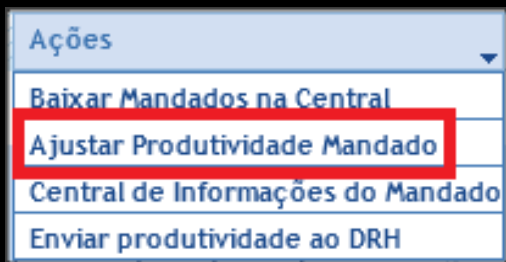 Ações
Baixar Mandados na Central
Ajustar Produtividade Mandado
Central de Informações do Mandado
Enviar produtividade ao DRH